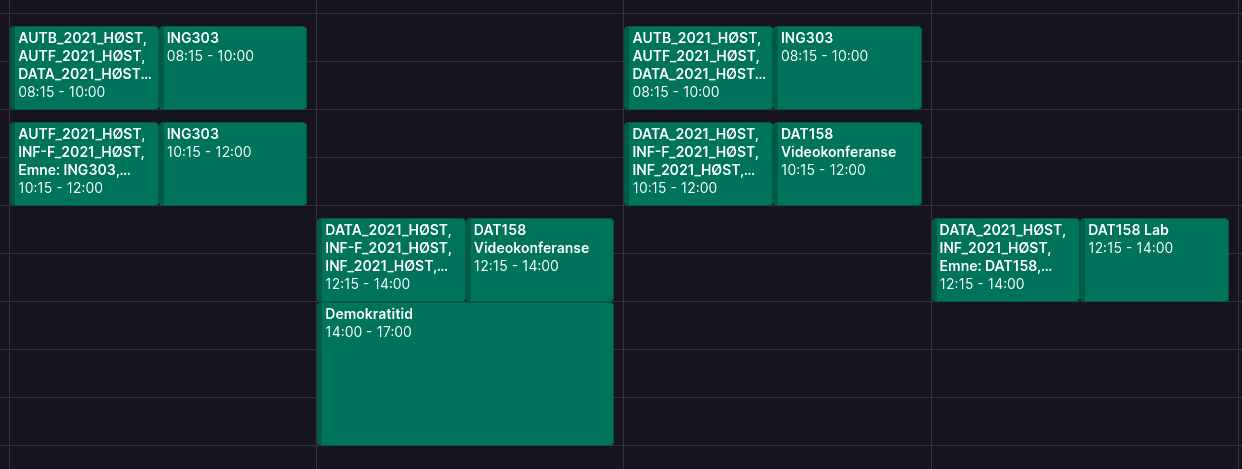 AUTB_2021_HØST,
AUTF_2021_HØST,
DATA_2021_HØST...
08:15 - 10:00
ING303
08:15 - 10:00
AUTF_2021_HØST,
INF-F_2021_HØST,
Emne: ING303,...
10:15 - 12:00
ING303
10:15 - 12:00
DATA_2021_HØST,
INF-F_2021_HØST,
INF_2021_HØST,...
12:15 - 14:00
DAT158
Videokonferanse
12:15 - 14:00
Demokratitid
14:00 - 17:00
AUTB_2021_HØST,
AUTF_2021_HØST,
DATA_2021_HØST...
08:15 - 10:00
ING303
08:15 - 10:00
DATA_2021_HØST,
INF-F_2021_HØST,
INF_2021_HØST,...
10:15 - 12:00
DAT158
Videokonferanse
10:15 - 12:00
DATA_2021_HØST,
INF_2021_HØST,
Emne: DAT158,...
12:15 - 14:00
DAT158 Lab
12:15 - 14:00